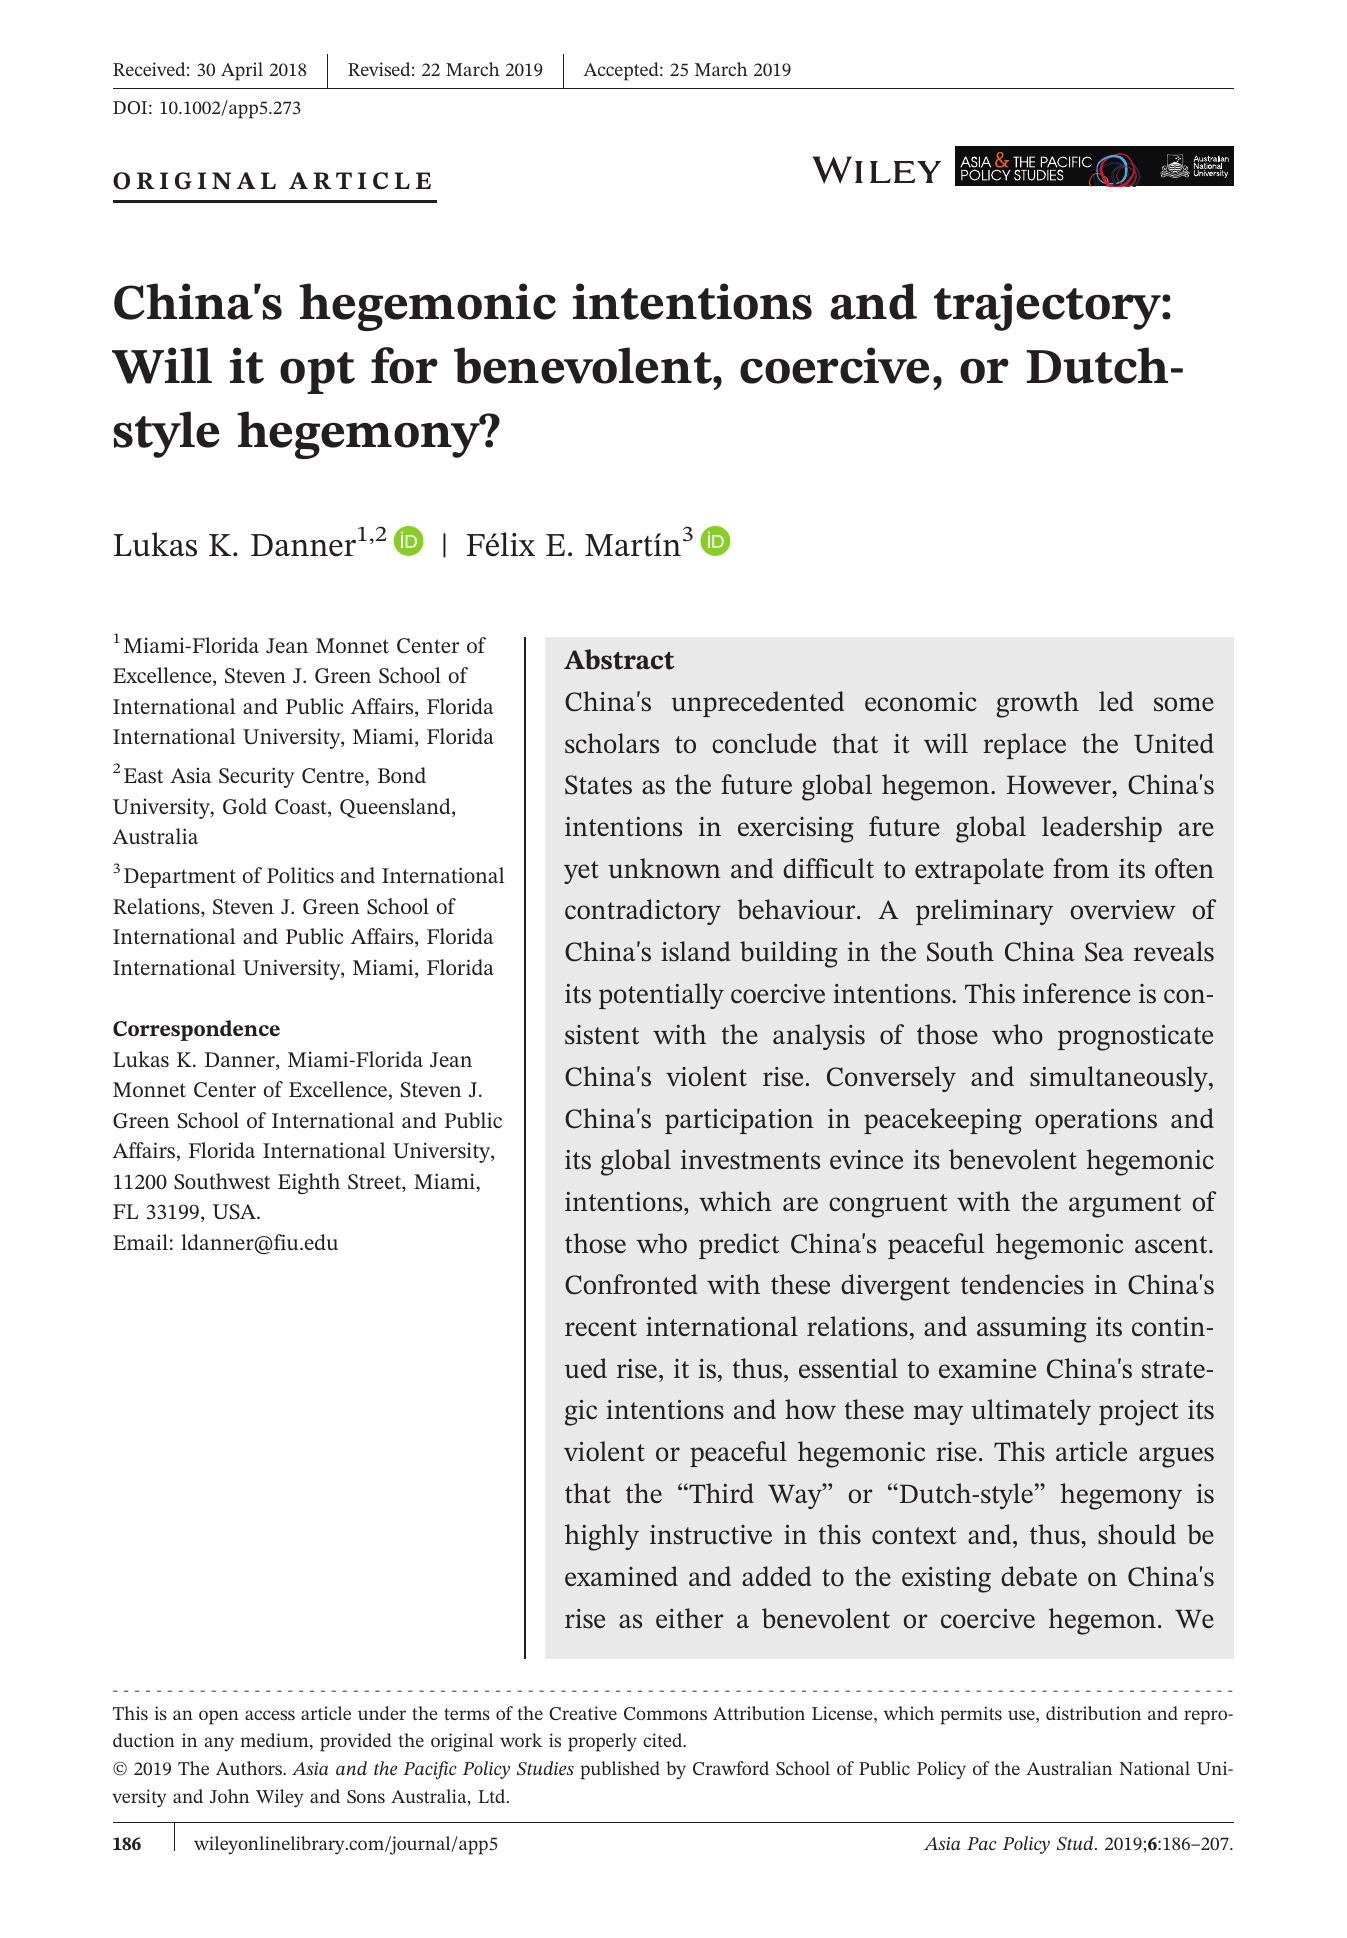 Received: 30 April 2018 | Revised: 22 March 2019 | Accepted: 25 March 2019
DOI: 10.1002/app5.273
ORIGINAL ARTICLE
WILEY
ASIA & THE PACIFIC
POLICY STUDIES
Australian
National
University
China's hegemonic intentions and trajectory:
Will it opt for benevolent, coercive, or Dutch-
style hegemony?
Lukas K. Danner1,2 iD | Félix E. Martín3 iD
1 Miami-Florida Jean Monnet Center of
Excellence, Steven J. Green School of
International and Public Affairs, Florida
International University, Miami, Florida
2 East Asia Security Centre, Bond
University, Gold Coast, Queensland,
Australia
3 Department of Politics and International
Relations, Steven J. Green School of
International and Public Affairs, Florida
International University, Miami, Florida
Correspondence
Lukas K. Danner, Miami-Florida Jean
Monnet Center of Excellence, Steven J.
Green School of International and Public
Affairs, Florida International University,
11200 Southwest Eighth Street, Miami,
FL 33199, USA.
Email: ldanner@fiu.edu
Abstract
China's unprecedented economic growth led some
scholars to conclude that it will replace the United
States as the future global hegemon. However, China's
intentions in exercising future global leadership are
yet unknown and difficult to extrapolate from its often
contradictory behaviour. A preliminary overview of
China's island building in the South China Sea reveals
its potentially coercive intentions. This inference is con-
sistent with the analysis of those who prognosticate
China's violent rise. Conversely and simultaneously,
China's participation in peacekeeping operations and
its global investments evince its benevolent hegemonic
intentions, which are congruent with the argument of
those who predict China's peaceful hegemonic ascent.
Confronted with these divergent tendencies in China's
recent international relations, and assuming its contin-
ued rise, it is, thus, essential to examine China's strate-
gic intentions and how these may ultimately project its
violent or peaceful hegemonic rise. This article argues
that the “Third Way” or “Dutch-style” hegemony is
highly instructive in this context and, thus, should be
examined and added to the existing debate on China's
rise as either a benevolent or coercive hegemon. We
This is an open access article under the terms of the Creative Commons Attribution License, which permits use, distribution and repro-
duction in any medium, provided the original work is properly cited.
© 2019 The Authors. Asia and the Pacific Policy Studies published by Crawford School of Public Policy of the Australian National Uni-
versity and John Wiley and Sons Australia, Ltd.
186 | wileyonlinelibrary.com/journal/app5
Asia Pac Policy Stud. 2019;6:186–207.